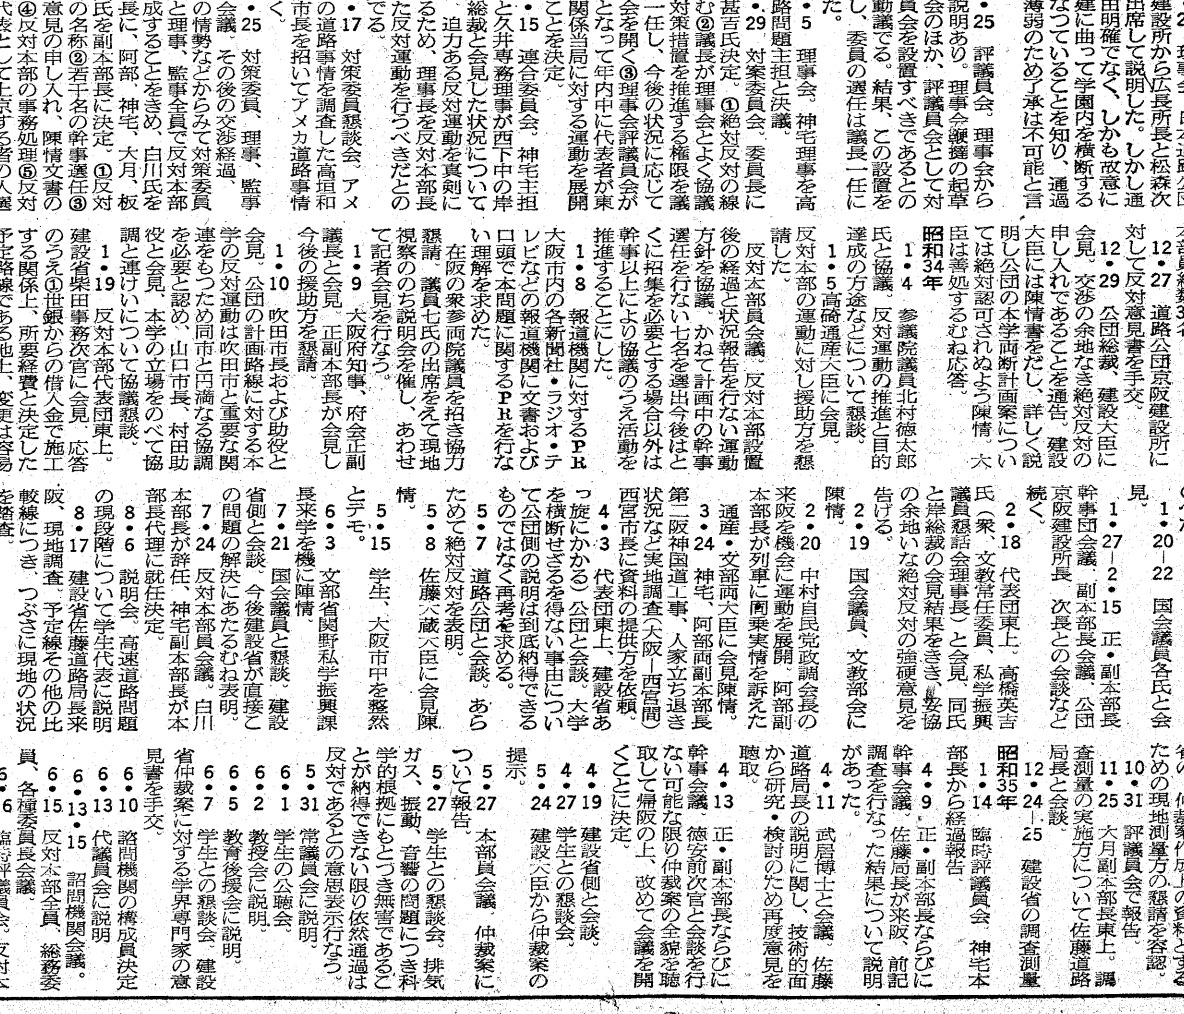 建設所から広長所長と松森次
出席して説明した。しかし通
田明確でなく、しかも故意に
建に曲って学園内を横断する
なつていることを知り、通過
薄弱のため了承は不可能と言
・25 評議員会。理事会から
説明あり。理事会鞭撻の起草
会のほか、評議員会として対
員会を設置すべきであるとの
動議でる。結果、この設置を
し、委員の選任は議長一任に
た。
・5 理事会。神宅理事を高
路問題主担と決議。
・29 対案委員会。委員長に
甚吉氏決定。①絶対反対の線
む②議長が理事会とよく協議
対策措置を推進する権限を議
一任し、今後の状況に応じて
会を開く③理事会評議員会が
となって年内中に代表者が東
関係当局に対する運動を展開
ことを決定。
・15 連合委員会。神宅主担
と久井専務理事が西下中の岸
総裁と会見した状況について
迫力ある反対運動を真剣に
るため、理事長を反対本部長
た反対運動を行らべきだとの
でる。
・17 対策委員懇談会。アメ
の道路事情を調査した高垣和
市長を招いてアメカ道路事情
・25 対策委員、理事、監事
会議。その後の交渉経過、
の情勢などからみて対策委員
と理事、監事全員で反対本部
成することをきめ、白川氏を
長に、阿部、神宅、大月、板
氏を副本部長に決定。①反対
の名称②若干名の幹事選任③
意見の申し入れ、陳情文書の
④反対本部の事務処理⑤反対
代表として上京する者の人選
12・27 道路公団京阪建設所に
対して反対意見書を手交。
12・29 公団総裁、建設大臣に
会見。交渉の余地なき絶対反対の
申し入れであることを通告。建設
大臣には陳情書をだし、詳しく説
明し公団の本学両断計画案につい
ては絶対認可されぬよう陳情。大
臣は善処するむね応答。
昭和34年
1・4 参議院議員北村徳太郎
氏と協議。反対運動の推進と目的
達成の方途などについて懇談。
1・5 高碕通産大臣に会見。
反対本部の運動に対し援助方を懇
請した。
反対本部員会議。反対本部設置
後の経過と状況報告を行ない運動
方針を協議。かねて計画中の幹事
選任を行ない七名を選出今後はと
くに招集を必要とする場合以外は
幹事以上により協議のうえ活動を
推進することにした。
1・8 報道機関に対するPR
大阪市内の各新聞社・ラジオ・テ
レビなどの報道機関に文書および
口頭で本問題に関するPRを行な
い理解を求めた。
在阪の衆参両院議員を招き協力
懇請。議員七氏の出席をえて現地
視察ののち説明会を催し、あわせ
て記者会見を行なう。
1・9 大阪府知事、府会正副
議長と会見。正副本部長が会見し
今後の援助方を懇請。
1・10 吹田市長および助役と
会見。公団の計画路線に対する本
学の反対運動は吹田市と重要な関
連をもつため同市と円満なる協調
を必要と認め、山口市長、村田助
役と会見、本学の立場をのべて協
調と連けいについて協議懇談。
1・19 反対本部代表団東上。
建設省柴田事務次官に会見 応答
のうえ①世銀からの借入金で施工
する関係上、所要経費と決定した
予定路線である地上、変更は容易
1・20―22 国会議員各氏と会
見。
1・27―2・15 正・副本部長
幹事団会議、副本部長会議、公団
京阪建設所長 次長との会談など
続く。
2・18 代表団東上。高橋英吉
氏(衆、文教常任委員、私学振興
議員懇話会理事長)と会見、同氏
と岸総裁の会見結果をきき、妥協
の余地いな絶対反対の強硬意見を
告げる。
2・19 国会議員、文教部会に
陳情。
2・20 中村自民党政調会長の
来阪を機会に運動を展開。阿部副
本部長が列車に同乗実情を訴えた
通産・文部両大臣に会見陳情。
3・24 神宅、阿部両副本部長
第二阪神国道工事、人家立ち退き
状況など実地調査(大阪―西宮間)
西宮市長に資料の提供方を依頼。
4・3 代表団東上、建設省あ
っ旋にかかる)公団と会談。大学
を横断せざるを得ない事由につい
て公団側の説明は到底納得できる
ものではなく再考を求める。
5・7 道路公団と会談。あら
ためて絶対反対を表明。
5・8 佐藤大蔵大臣に会見陳
情。
5・15 学生、大阪市中を整然
とデモ。
6・3 文部省関野私学振興課
長来学を機に陳情。
7・21 国会議員と懇談。建設
省側と会談。今後建設省が直接こ
の問題の解決にあたるむね表明。
7・24 反対本部員会議。白川
本部長が辞任、神宅副本部長が本
部長代理に就任決定。
8・6 説明会。高速道路問題
の現段階について学生代表に説明
8・17 建設省佐藤道路局長来
阪、現地調査。予定線その他の比
較線につき、つぶさに現地の状況
を踏査。
ための現地測量方の懇請を容認。
10・31 評議員会で報告。
11・25 大月副本部長東上。調
査測量の実施方について佐藤道路
局長と会談。
12・24―25 建設省の調査測量
昭和35年
1・14 臨時評議員会。神宅本
部長から経過報告。
4・9 正・副本部長ならびに
幹事会議。佐藤局長が来阪、前記
調査を行なった結果について説明
があった。
4・11 武居博士と会議。佐藤
道路局長の説明に関し、技術的面
から研究・検討のため再度意見を
聴取。
4・13 正・副本部長ならびに
幹事会議。徳安前次官と会談を行
ない可能な限り仲裁案の全貌を聴
取して帰阪の上、改めて会議を開
くことに決定。
4・19 建設省側と会談。
4・27 学生との懇談会。
5・24 建設大臣から仲裁案の
提示。
5・27 本部員会議。仲裁案に
ついて報告。
5・27 学生との懇談会。排気
ガス、振動、音響の問題につき科
学的根拠にもとづき無害であるこ
とが納得できない限り依然通過は
反対であるとの意思表示行なう。
5・31 常議員会に説明。
6・1 学生の公聴会。
6・2 教授会に説明。
6・5 教育後援会に説明。
6・7 学生との懇談会。建設
省仲裁案に対する学界専門家の意
見書を手交。
6・10 諮問機関の構成員決定
6・13 代議員会に説明
6・13・15 諮問機関会議。
6・15 反対本部全員、総務委
員、各種委員長会議。
6・16 臨時評議員会。反対本